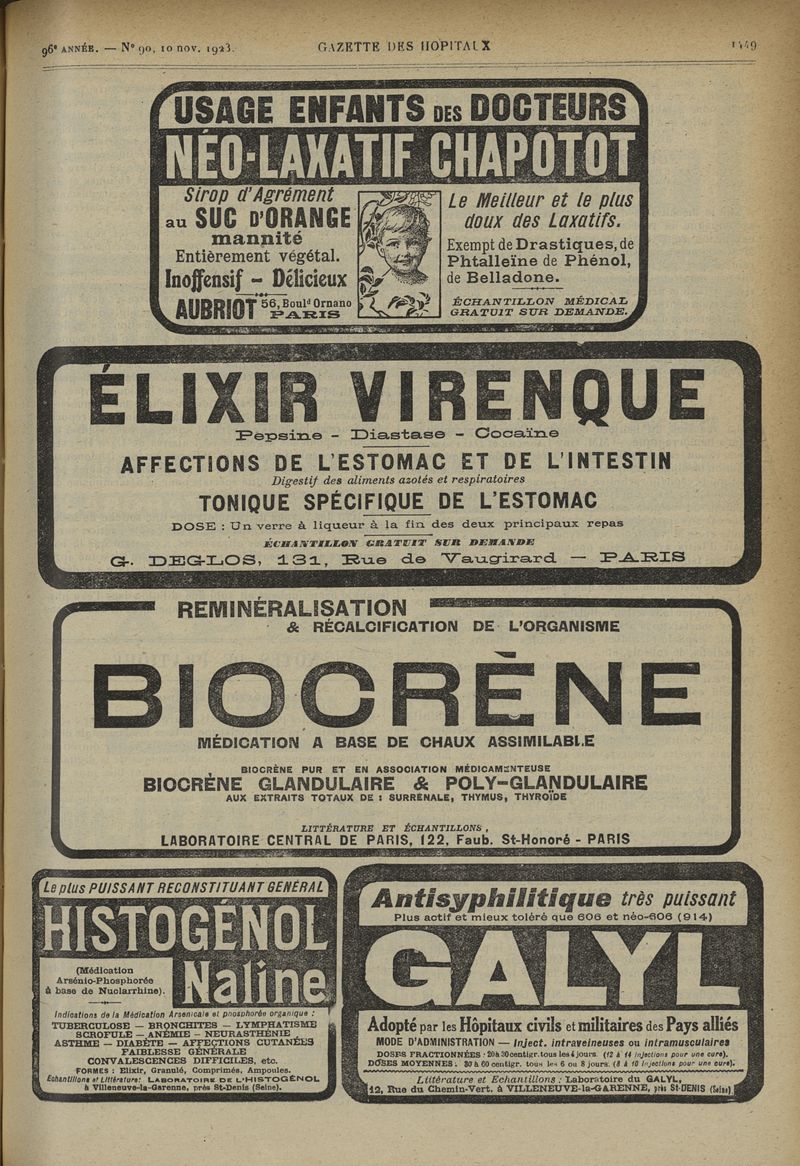 96e ANNÉE. — N° 90, 10 nov. 1923.
GAZETTE DES HOPITAUX
1449
USAGE ENFANTS DES DOCTEURS
NÉO-LAXATIF CHAPOTOT
Sirop d'Agrément
au SUC D'ORANGE
mannité
Entièrement végétal.
Inoffensif - Délicieux
AUBRIOT 56, Bould Ornano
PARIS
Le Meilleur et le plus
doux des Laxatifs.
Exempt de Drastiques, de
Phtalleïne de Phénol,
de Belladone.
ÉCHANTILLON MÉDICAL
GRATUIT SUR DEMANDE.
ÉLIXIR VIRENQUE
Pepsine - Diastase - Cocaïne
AFFECTIONS DE L'ESTOMAC ET DE L'INTESTIN
Digestif des aliments azotés et respiratoires
TONIQUE SPÉCIFIQUE DE L'ESTOMAC
DOSE : Un verre à liqueur à la fin des deux principaux repas
ÉCHANTILLON GRATUIT SUR DEMANDE
G. DEGLOS, 131, Rue de Vaugirard — PARIS
REMINÉRALISATION
& RÉCALCIFICATION DE L'ORGANISME
BIOCRÈNE
MÉDICATION A BASE DE CHAUX ASSIMILABLE
BIOCRÈNE PUR ET EN ASSOCIATION MÉDICAMENTEUSE
BIOCRÈNE GLANDULAIRE & POLY-GLANDULAIRE
AUX EXTRAITS TOTAUX DE : SURRÉNALE, THYMUS, THYROÏDE
LITTÉRATURE ET ÉCHANTILLONS,
LABORATOIRE CENTRAL DE PARIS, 122, Faub. St-Honoré - PARIS
Le plus PUISSANT RECONSTITUANT GÉNÉRAL
HISTOGÉNOL
Naline
(Médication
Arsénio-Phosphorée
à base de Nuclarrhine).
Indications de la Médication Arsenicale et phosphorée organique :
TUBERCULOSE — BRONCHITES — LYMPHATISME
SCROFULE — ANÉMIE — NEURASTHÉNIE
ASTHME — DIABÈTE — AFFECTIONS CUTANÉES
FAIBLESSE GÉNÉRALE
CONVALESCENCES DIFFICILES, etc.
FORMES : Elixir, Granulé, Comprimés, Ampoules.
Echantillons et Littérature: LABORATOIRE DE L'HISTOGÉNOL
à Villeneuve-la-Garenne, près St-Denis (Seine).
Antisyphilitique très puissant
Plus actif et mieux toléré que 606 et néo-606 (914)
GALYL
Adopté par les Hôpitaux civils et militaires des Pays alliés
MODE D'ADMINISTRATION — Inject. intraveineuses ou intramusculaires
DOSES FRACTIONNÉES : 20 à 30 centigr. tous les 4 jours. (12 à 14 injections pour une cure).
DOSES MOYENNES : 30 à 60 centigr. tous les 6 ou 8 jours. (8 à 10 injections pour une cure).
Littérature et Echantillons : Laboratoire du GALYL,
12, Rue du Chemin-Vert, à VILLENEUVE-la-GARENNE, près St-DENIS (Seine)